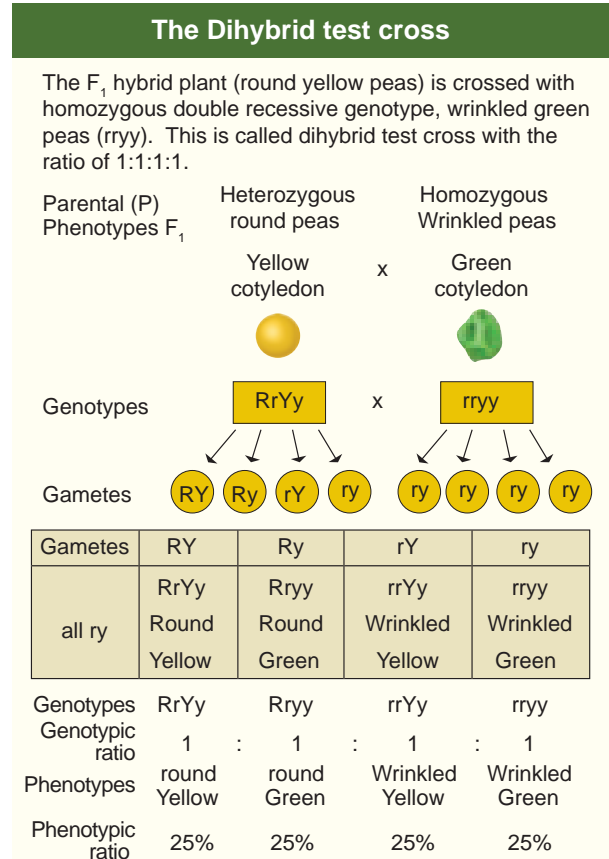 The Dihybrid test cross
The F1 hybrid plant (round yellow peas) is crossed with
homozygous double recessive genotype, wrinkled green
peas (rryy). This is called dihybrid test cross with the
ratio of 1:1:1:1.
Parental (P)
Phenotypes F1
Heterozygous
round peas
Homozygous
Wrinkled peas
Yellow
cotyledon
x
Green
cotyledon
Genotypes RrYy x rryy
Gametes RY Ry rY ry ry ry ry ry
Gametes RY Ry rY ry
all ry
RrYy Rryy rrYy rryy
Round Round Wrinkled Wrinkled
Yellow Green Yellow Green
Genotypes RrYy Rryy rrYy rryy
Genotypic
ratio
1 : 1 : 1 : 1
Phenotypes
round round Wrinkled Wrinkled
Yellow Green Yellow Green
Phenotypic
ratio
25% 25% 25% 25%